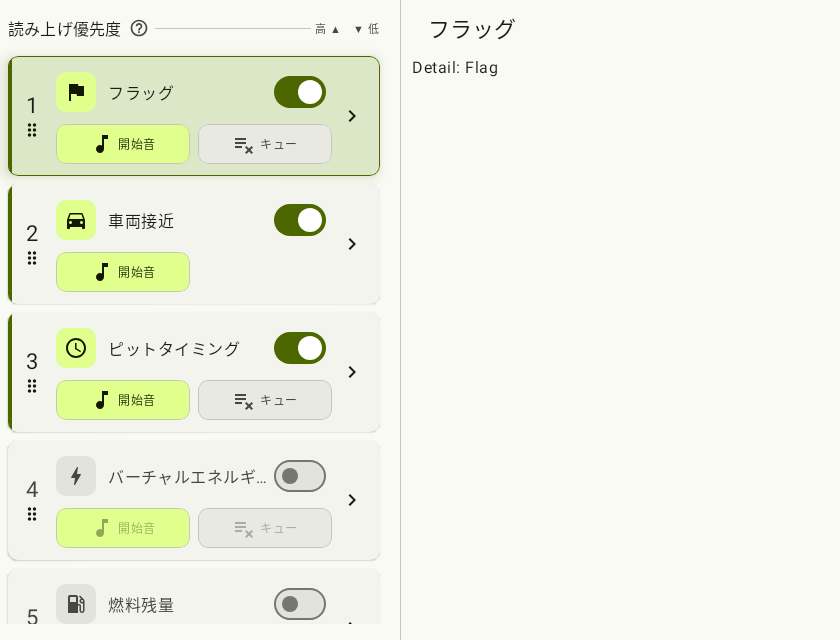 読み上げ優先度
高 ▲ ▼ 低
1
フラッグ
開始音
キュー
2
車両接近
開始音
3
ピットタイミング
開始音
キュー
4
バーチャルエネルギ...
開始音
キュー
5
燃料残量
フラッグ
Detail: Flag